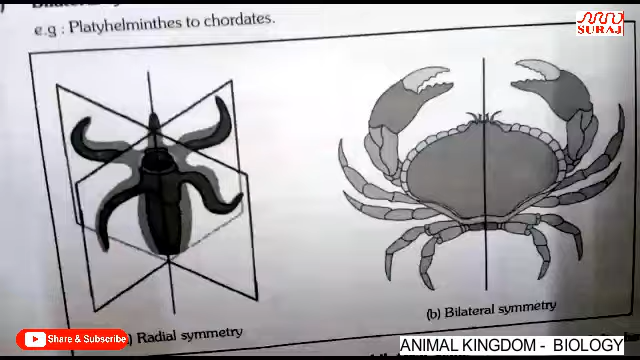 e.g : Platyhelminthes to chordates.
SURAJ
) Radial symmetry
(b) Bilateral symmetry
Share & Subscribe
ANIMAL KINGDOM - BIOLOGY